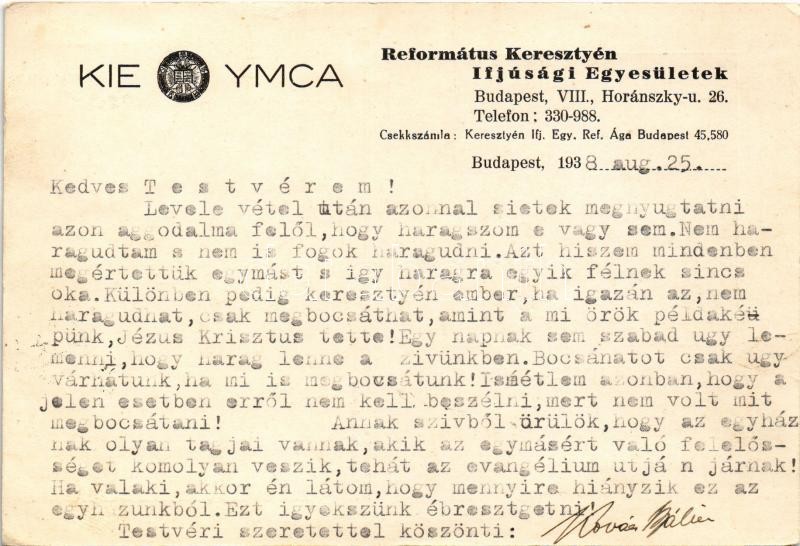 KIE YMCA
Református Keresztyén
Ifjúsági Egyesületek
Budapest, VIII., Horánszky-u. 26.
Telefon: 330-988.
Csekkszámla: Keresztyén Ifj. Egy. Ref. Ága Budapest 45,580
Budapest, 1938 aug.25.
Kedves T e s t v é r e m !
Levele vétel után azonnal sietek megnyugtatni
azon aggodalma felől,hogy haragszom e vagy sem.Nem ha-
ragudtam s nem is fogok haragudni.Azt hiszem mindenben
megértettük egymást s igy haragra egyik félnek sincs
oka.Különben pedig keresztyén ember,ha igazán az,nem
haragudhat,csak megbocsáthat,amint a mi örök példaké
pünk,Jézus Krisztus tette!Egy napnak sem szabad ugy le-
menni,hogy harag lenne a zivünkben.Bocsánatot csak ugy
várhatunk,ha mi is megbocsátunk!Ismétlem azonban,hogy a
jelen esetben erről nem kell beszélni,mert nem volt mit
megbocsátani! Annak szivből örülök,hogy az egyház
nak olyan tagjai vannak,akik az egymásért való felelős-
séget komolyan veszik,tehát az evangélium utjá n járnak!
Ha valaki,akkor én látom,hogy mennyire hiányzik ez az
egyházunkból.Ezt igyekszünk ébresztgetni!
Testvéri szeretettel köszönti: Kovács Bálint